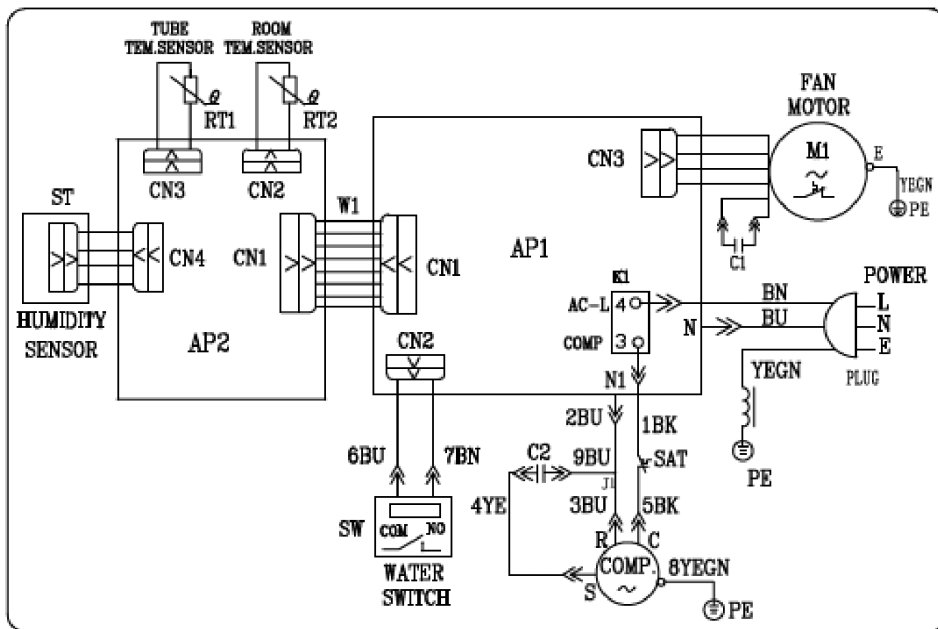 TUBE
TEM.SENSOR
ROOM
TEM.SENSOR
θ
RT1
θ
RT2
CN3
CN2
FAN
MOTOR
M1
E
YEGN
PE
CN3
C1
ST
CN4
HUMIDITY
SENSOR
AP2
CN1
W1
CN1
AP1
CN2
K1
AC-L 4
COMP 3
N
N1
BN
BU
POWER
L
N
E
PLUG
YEGN
PE
2BU
1BK
6BU
7BN
C2
9BU
SAT
J1
4YE
3BU
5BK
SW
COM NO
WATER
SWITCH
R
C
COMP.
S
8YEGN
PE